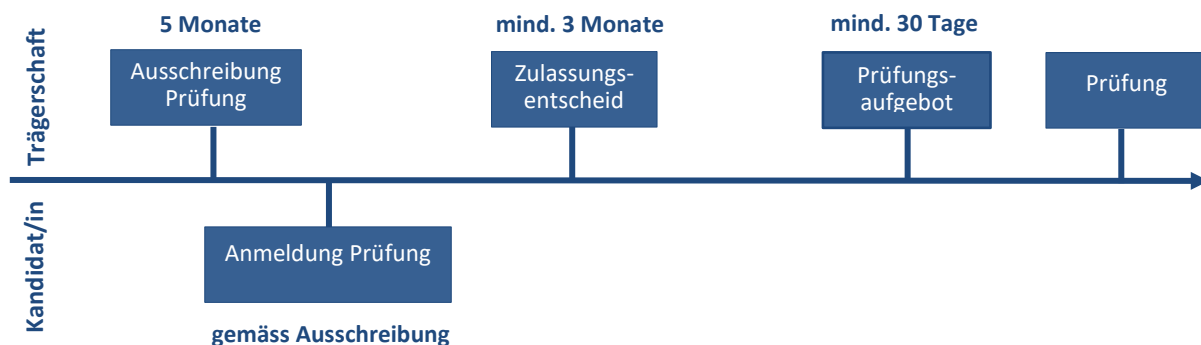 5 Monate
mind. 3 Monate
mind. 30 Tage
Trägerschaft
Ausschreibung
Prüfung
Zulassungs-
entscheid
Prüfungs-
aufgebot
Prüfung
Kandidat/in
Anmeldung Prüfung
gemäss Ausschreibung